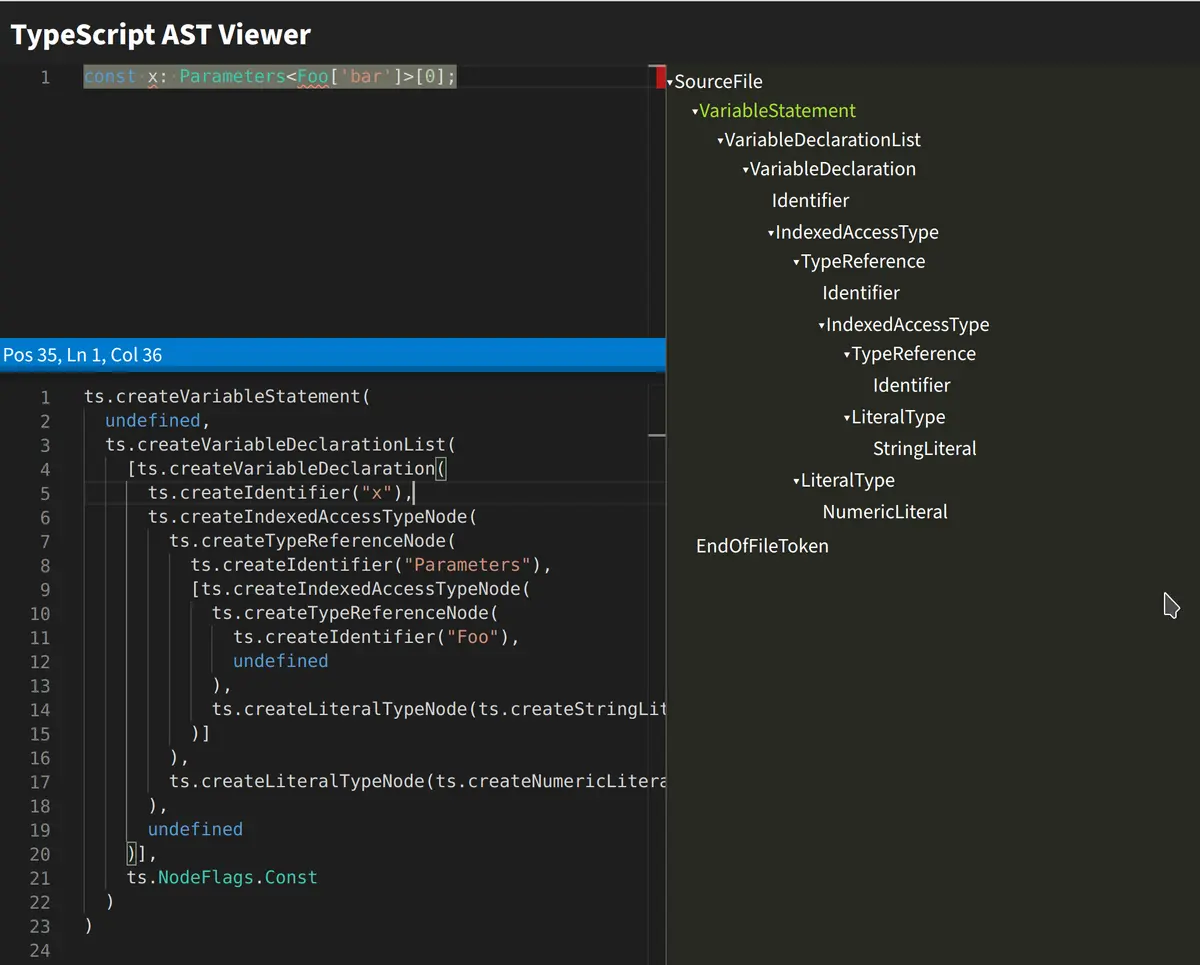 TypeScript AST Viewer
1 const x: Parameters<Foo['bar']>[0];
Pos 35, Ln 1, Col 36
1 ts.createVariableStatement(
2 undefined,
3 ts.createVariableDeclarationList(
4 [ts.createVariableDeclaration(
5 ts.createIdentifier("x"),
6 ts.createIndexedAccessTypeNode(
7 ts.createTypeReferenceNode(
8 ts.createIdentifier("Parameters"),
9 [ts.createIndexedAccessTypeNode(
10 ts.createTypeReferenceNode(
11 ts.createIdentifier("Foo"),
12 undefined
13 ),
14 ts.createLiteralTypeNode(ts.createStringLit
15 )]
16 ),
17 ts.createLiteralTypeNode(ts.createNumericLitera
18 ),
19 undefined
20 )],
21 ts.NodeFlags.Const
22 )
23 )
24
▾SourceFile
▾VariableStatement
▾VariableDeclarationList
▾VariableDeclaration
Identifier
▾IndexedAccessType
▾TypeReference
Identifier
▾IndexedAccessType
▾TypeReference
Identifier
▾LiteralType
StringLiteral
▾LiteralType
NumericLiteral
EndOfFileToken